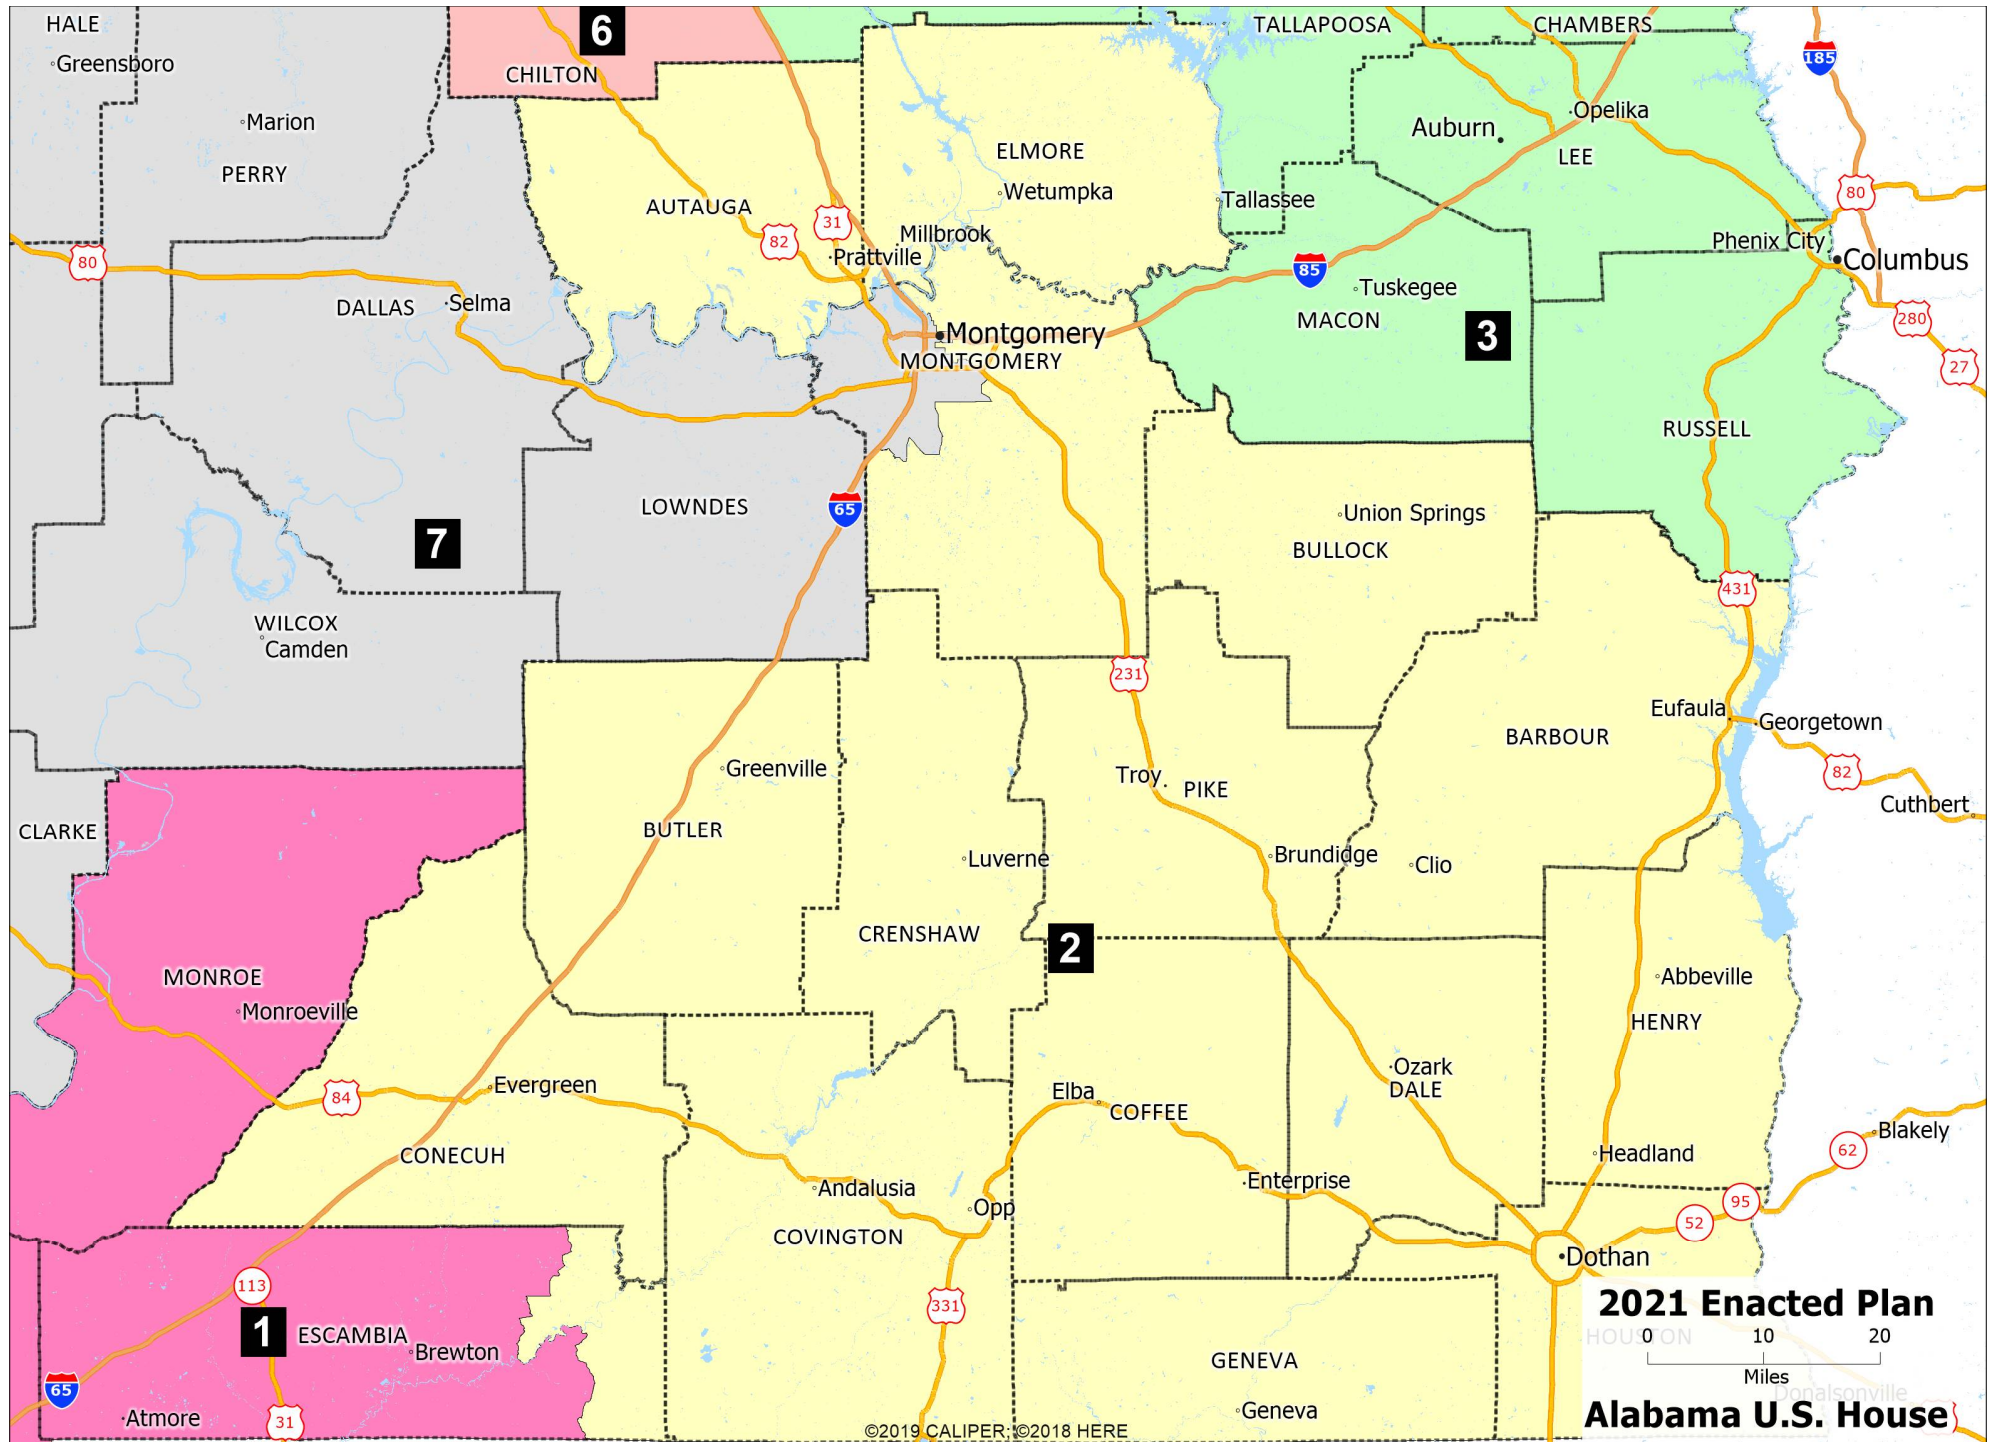 HALE
6
TALLAPOOSA
CHAMBERS
Greensboro
CHILTON
185
Marion
Opelika
Auburn
ELMORE
LEE
PERRY
Wetumpka
80
AUTAUGA
Tallassee
31
82
Millbrook
Phenix City
Prattville
80
Columbus
85
Tuskegee
DALLAS
Selma
MACON
3
280
Montgomery
MONTGOMERY
27
RUSSELL
LOWNDES
65
Union Springs
7
BULLOCK
431
WILCOX
Camden
231
Eufaula
Georgetown
BARBOUR
Greenville
Troy
PIKE
82
Cuthbert
CLARKE
BUTLER
Luverne
Brundidge
Clio
CRENSHAW
2
MONROE
Abbeville
Monroeville
HENRY
Ozark
Evergreen
84
Elba
DALE
COFFEE
Blakely
CONECUH
Headland
62
Enterprise
Andalusia
95
Opp
52
COVINGTON
Dothan
113
331
2021 Enacted Plan
1
ESCAMBIA
HOUSTON
0 10 20
Brewton
GENEVA
Miles
65
Donalsonville
Atmore
31
Geneva
Alabama U.S. House
©2019 CALIPER; ©2018 HERE